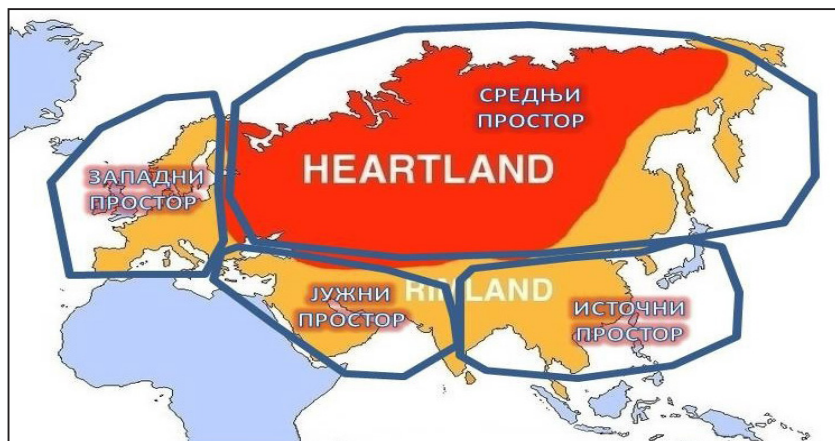 СРЕДЊИ
ПРОСТОР
HEARTLAND
ЗАПАДНИ
ПРОСТОР
RIMLAND
ЈУЖНИ
ПРОСТОР
ИСТОЧНИ
ПРОСТОР